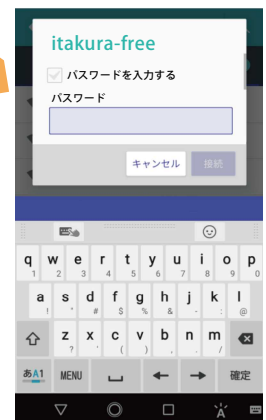 itakura-free
パスワードを入力する
パスワード
キャンセル 接続
q w e r t y u i o p
1 2 3 4 5 6 7 8 9 0
a s d f g h j k l
! " # $ % & - : @
z x c v b n m
? ( ) , . /
あA1 MENU ← → 確定
A